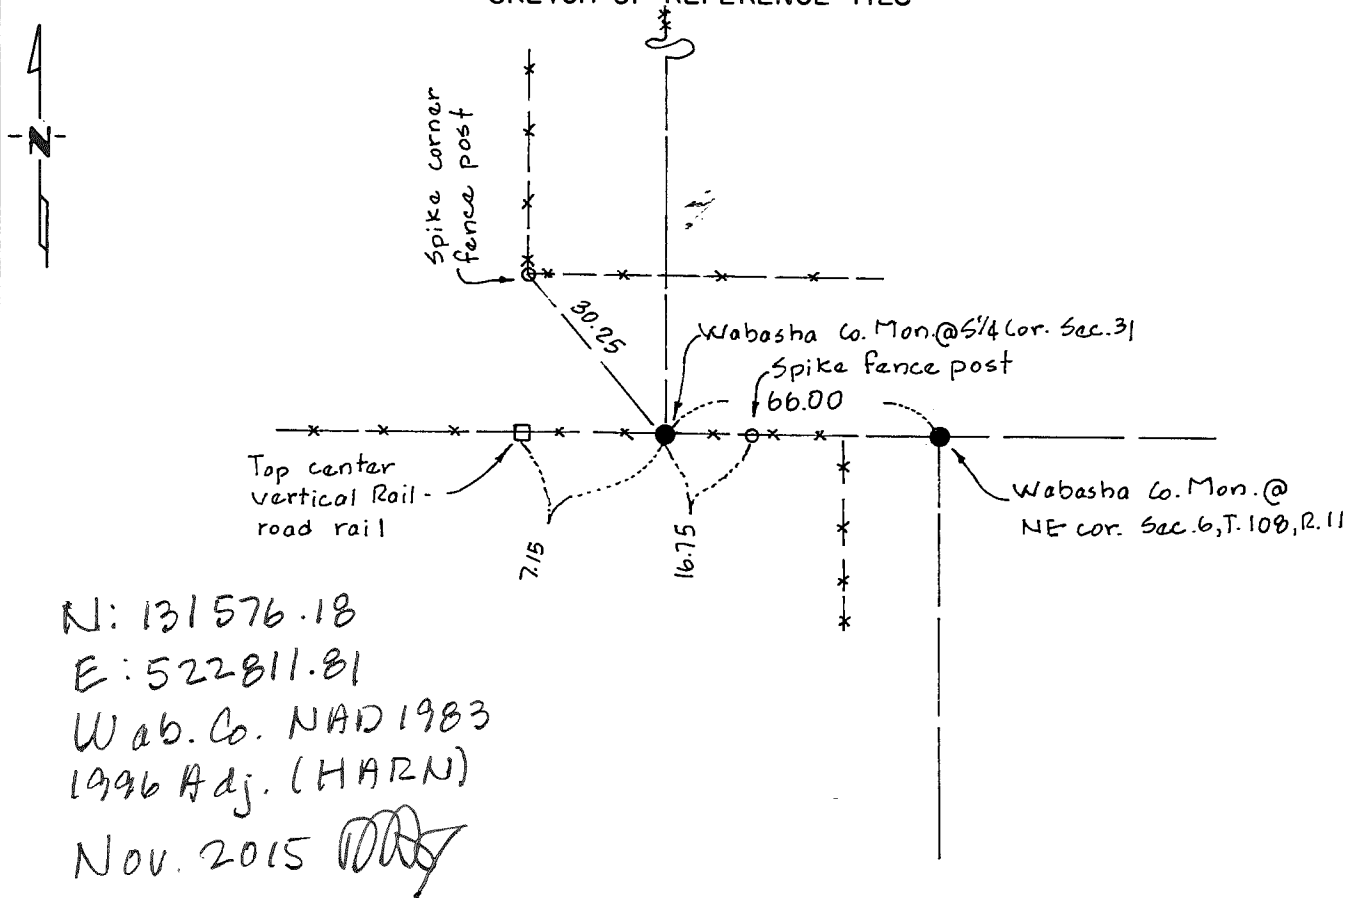 SKETCH OF REFERENCE TIES
N
Spike corner
fence post
30.25
Wabasha Co. Mon.@S1/4 Cor. Sec.31
Spike fence post
66.00
Top center
vertical Rail-
road rail
7.15
16.75
Wabasha Co. Mon.@
NE cor. Sec.6,T.108,R.11
N: 131576.18
E: 522811.81
Wab. Co. NAD 1983
1996 Adj. (HARN)
Nov. 2015